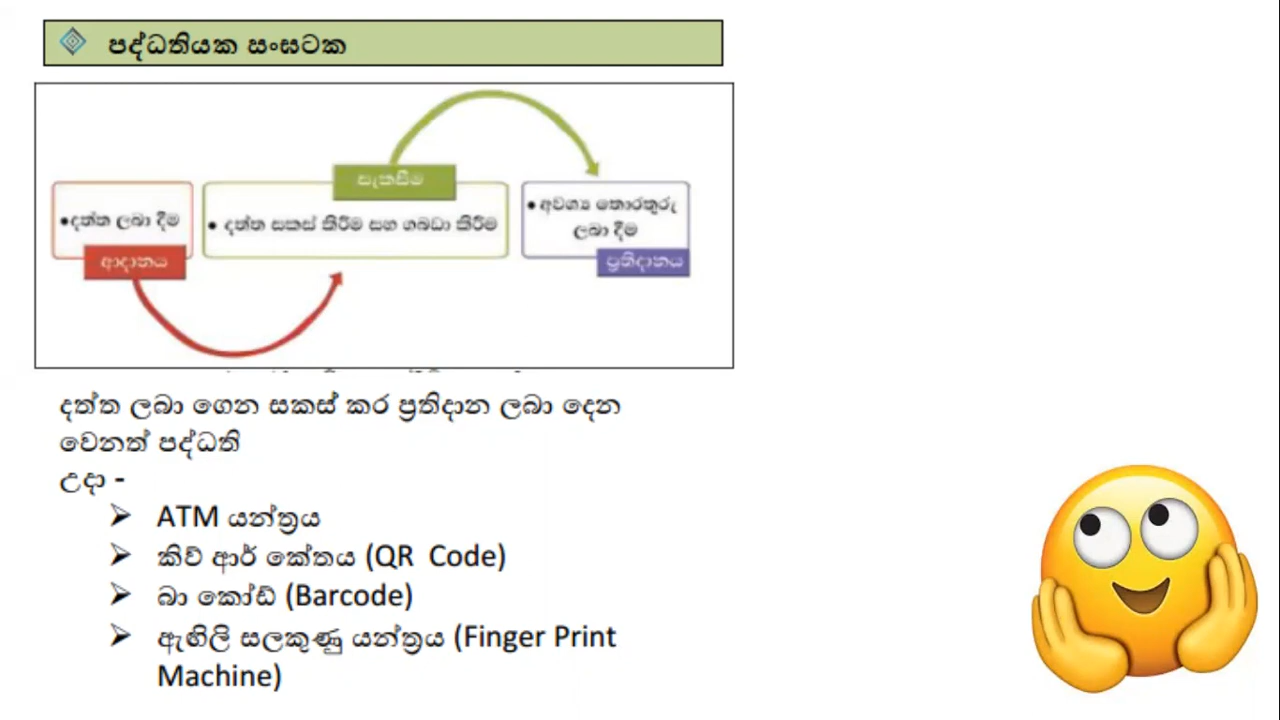 පද්ධතියක සංඝටක
සැකසීම
•දත්ත ලබා දීම
• දත්ත සකස් කිරීම සහ ගබඩා කිරීම
• අවශ්‍ය තොරතුරු
ලබා දීම
ආදානය
ප්‍රතිදානය
දත්ත ලබා ගෙන සකස් කර ප්‍රතිදාන ලබා දෙන
වෙනත් පද්ධති
උදා -
➢ ATM යන්ත්‍රය
➢ කිව් ආර් කේතය (QR Code)
➢ බා කෝඩ් (Barcode)
➢ ඇඟිලි සලකුණු යන්ත්‍රය (Finger Print
Machine)